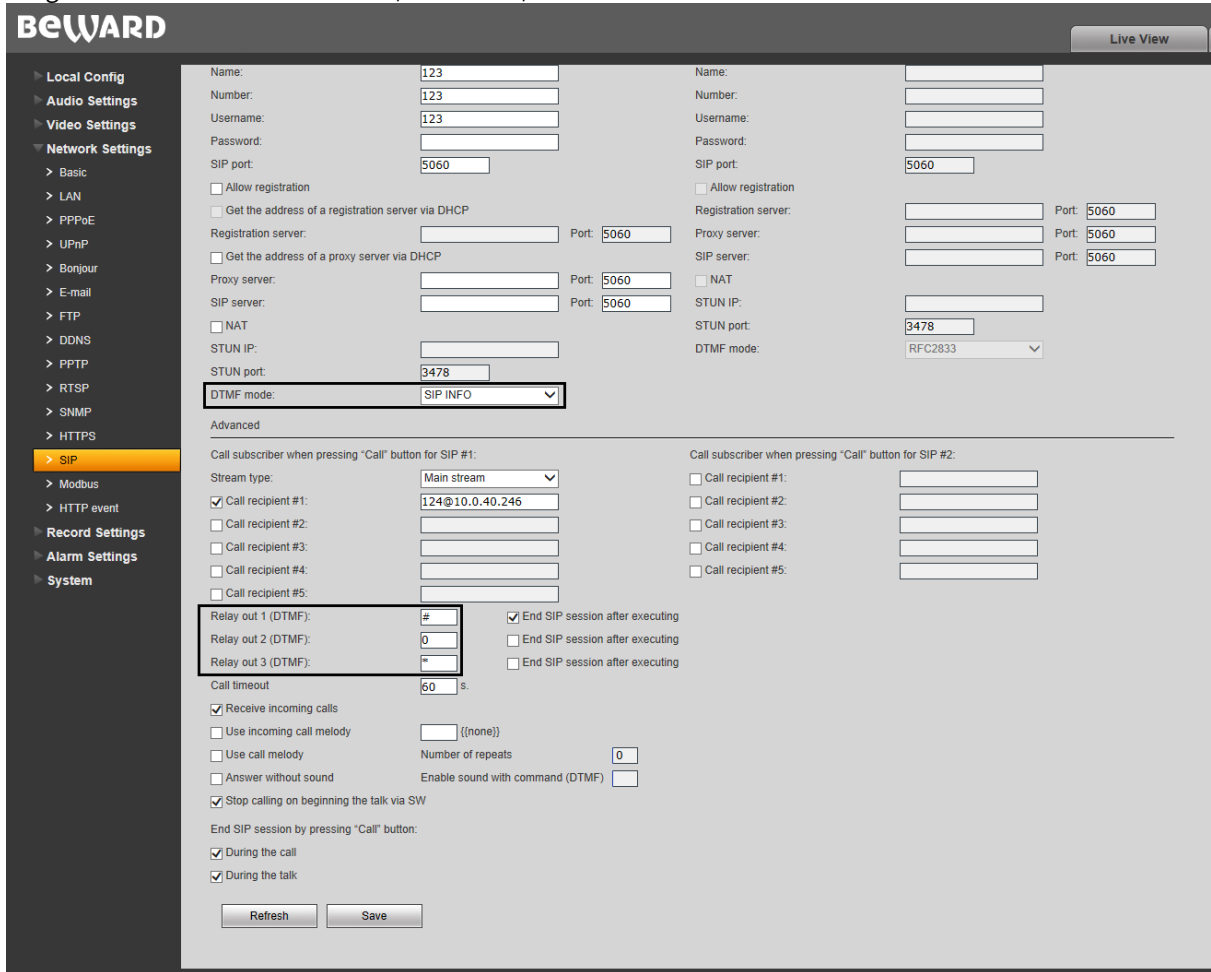 BEWARD
Live View
Local Config
Audio Settings
Video Settings
Network Settings
> Basic
> LAN
> PPPoE
> UPnP
> Bonjour
> E-mail
> FTP
> DDNS
> PPTP
> RTSP
> SNMP
> HTTPS
> SIP
> Modbus
> HTTP event
Record Settings
Alarm Settings
System
Name: 123
Number: 123
Username: 123
Password:
SIP port: 5060
Allow registration
Get the address of a registration server via DHCP
Registration server: Port: 5060
Get the address of a proxy server via DHCP
Proxy server: Port: 5060
SIP server: Port: 5060
NAT
STUN IP:
STUN port: 3478
DTMF mode: SIP INFO
Name:
Number:
Username:
Password:
SIP port: 5060
Allow registration
Registration server: Port: 5060
Proxy server: Port: 5060
SIP server: Port: 5060
NAT
STUN IP:
STUN port: 3478
DTMF mode: RFC2833
Advanced
Call subscriber when pressing “Call” button for SIP #1:
Stream type: Main stream
Call recipient #1: 124@10.0.40.246
Call recipient #2:
Call recipient #3:
Call recipient #4:
Call recipient #5:
Call subscriber when pressing “Call” button for SIP #2:
Call recipient #1:
Call recipient #2:
Call recipient #3:
Call recipient #4:
Call recipient #5:
Relay out 1 (DTMF): # End SIP session after executing
Relay out 2 (DTMF): 0 End SIP session after executing
Relay out 3 (DTMF): * End SIP session after executing
Call timeout 60 s.
Receive incoming calls
Use incoming call melody {{none}}
Use call melody Number of repeats 0
Answer without sound Enable sound with command (DTMF)
Stop calling on beginning the talk via SW
End SIP session by pressing “Call” button:
During the call
During the talk
Refresh Save